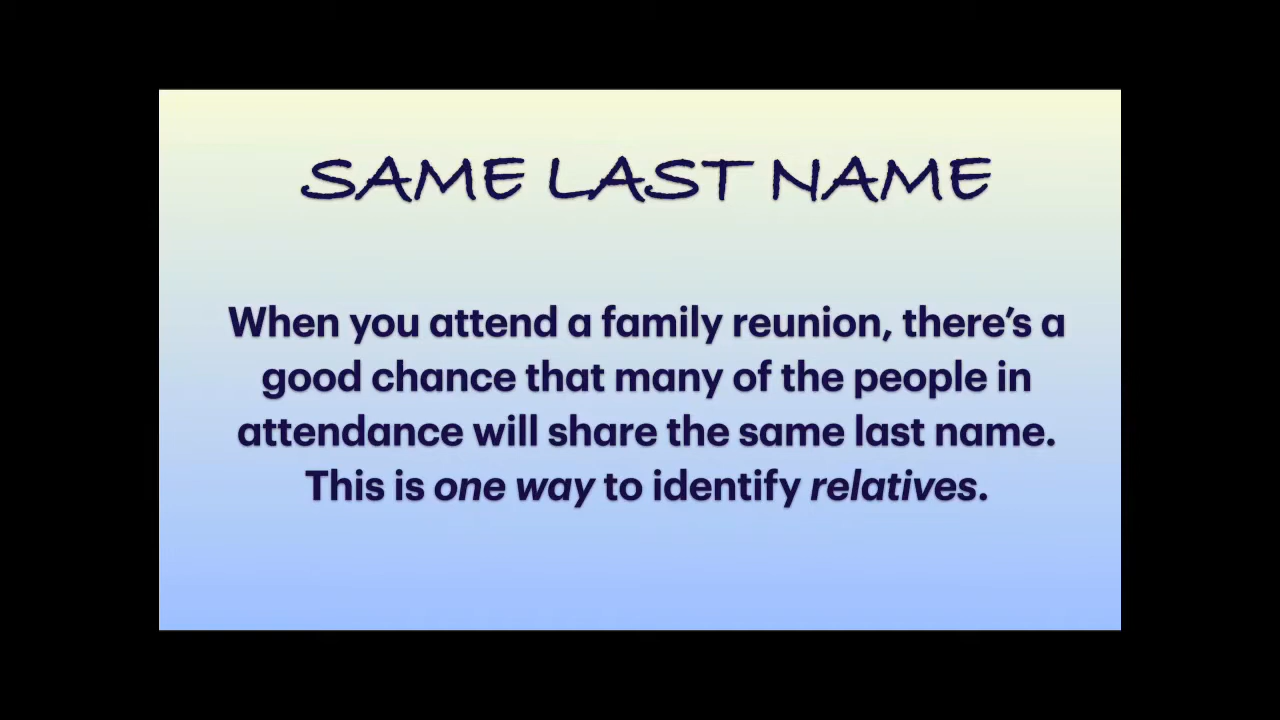 SAME LAST NAME
When you attend a family reunion, there’s a
good chance that many of the people in
attendance will share the same last name.
This is one way to identify relatives.